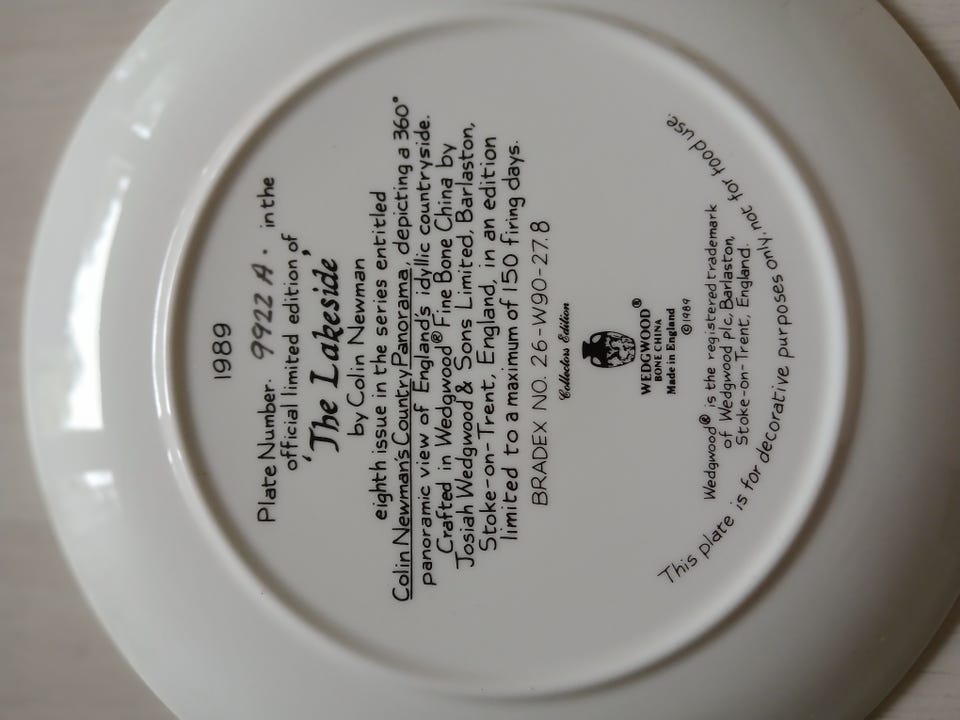 1989
Plate Number. 9922 A. in the
official limited edition of
'The Lakeside'
by Colin Newman
eighth issue in the series entitled
Colin Newman's Country Panorama, depicting a 360°
panoramic view of England's idyllic countryside.
Crafted in Wedgwood® Fine Bone China by
Josiah Wedgwood & Sons Limited, Barlaston,
Stoke-on-Trent, England, in an edition
limited to a maximum of 150 firing days.
BRADEX NO. 26-W90-27.8
Collectors Edition
WEDGWOOD®
BONE CHINA
Made in England
©1989
Wedgwood® is the registered trademark
of Wedgwood plc, Barlaston,
Stoke-on-Trent, England.
This plate is for decorative purposes only, not for food use.